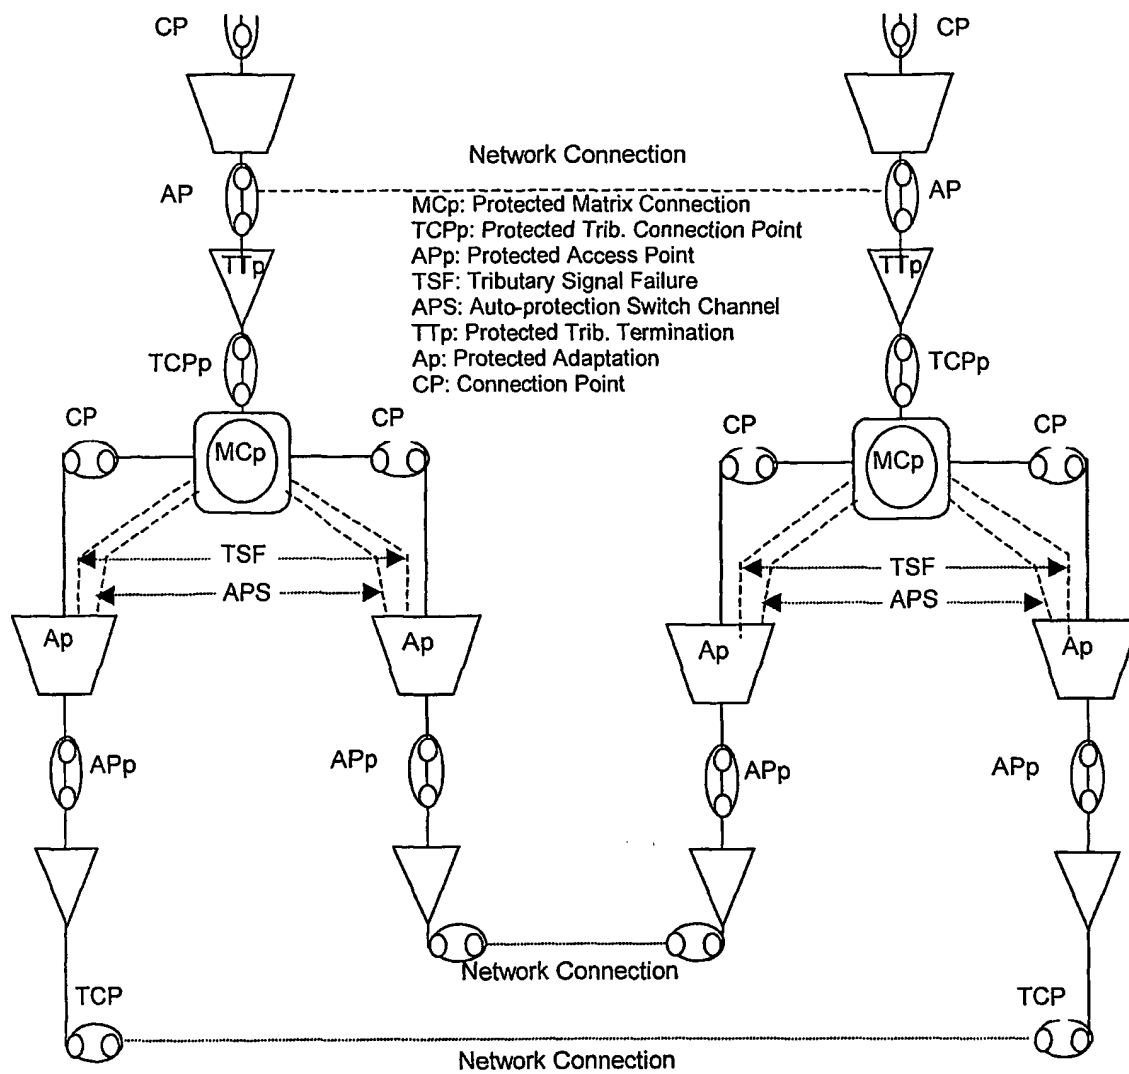 CP
CP
Network Connection
AP
AP
MCp: Protected Matrix Connection
TCPp: Protected Trib. Connection Point
APp: Protected Access Point
TSF: Tributary Signal Failure
APS: Auto-protection Switch Channel
TTp: Protected Trib. Termination
Ap: Protected Adaptation
CP: Connection Point
TTp
TTp
TCPp
TCPp
CP
CP
CP
CP
MCp
MCp
TSF
TSF
APS
APS
Ap
Ap
Ap
Ap
APp
APp
APp
APp
Network Connection
TCP
TCP
Network Connection